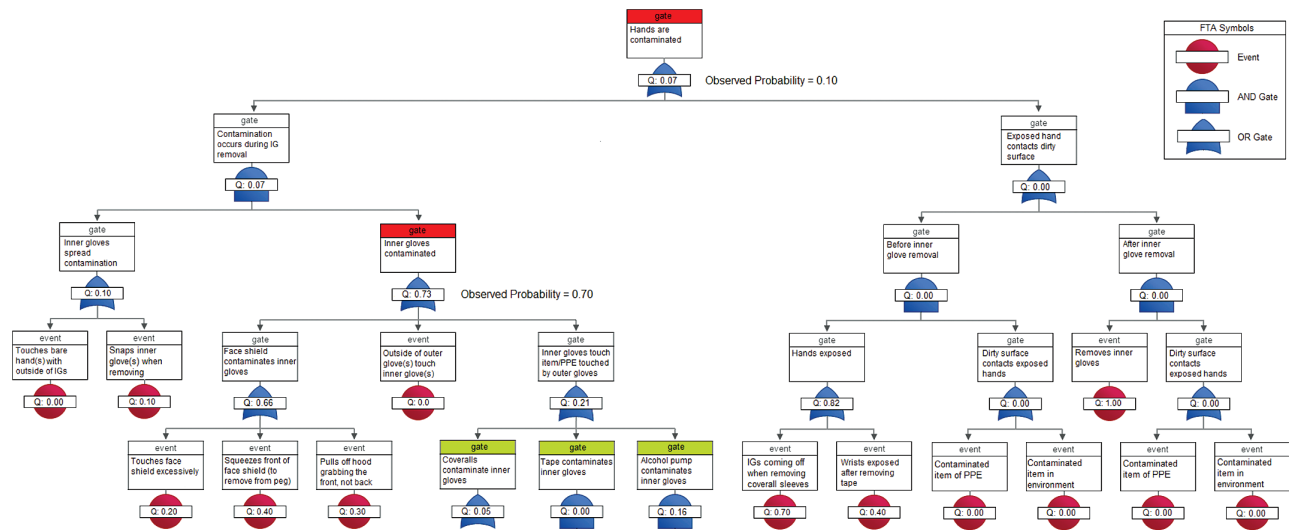 gate
Hands are
contaminated
Q: 0.07
Observed Probability = 0.10
FTA Symbols
Event
AND Gate
OR Gate
gate
Contamination
occurs during IG
removal
Q: 0.07
gate
Exposed hand
contacts dirty
surface
Q: 0.00
gate
Inner gloves
spread
contamination
Q: 0.10
gate
Inner gloves
contaminated
Q: 0.73
Observed Probability = 0.70
gate
Before inner
glove removal
Q: 0.00
gate
After inner
glove removal
Q: 0.00
event
Touches bare
hand(s) with
outside of IGs
Q: 0.00
event
Snaps inner
glove(s) when
removing
Q: 0.10
gate
Face shield
contaminates inner
gloves
Q: 0.66
event
Outside of outer
glove(s) touch
inner glove(s)
Q: 0.0
gate
Inner gloves touch
item/PPE touched
by outer gloves
Q: 0.21
gate
Hands exposed
Q: 0.82
gate
Dirty surface
contacts exposed
hands
Q: 0.00
event
Removes inner
gloves
Q: 1.00
gate
Dirty surface
contacts
exposed hands
Q: 0.00
event
Touches face
shield excessively
Q: 0.20
event
Squeezes front of
face shield (to
remove from peg)
Q: 0.40
event
Pulls off hood
grabbing the
front, not back
Q: 0.30
gate
Coveralls
contaminate inner
gloves
Q: 0.05
gate
Tape contaminates
inner gloves
Q: 0.00
gate
Alcohol pump
contaminates
inner gloves
Q: 0.16
event
IGs coming off
when removing
coverall sleeves
Q: 0.70
event
Wrists exposed
after removing
tape
Q: 0.40
event
Contaminated
item of PPE
Q: 0.00
event
Contaminated
item in
environment
Q: 0.00
event
Contaminated
item of PPE
Q: 0.00
event
Contaminated
item in
environment
Q: 0.00